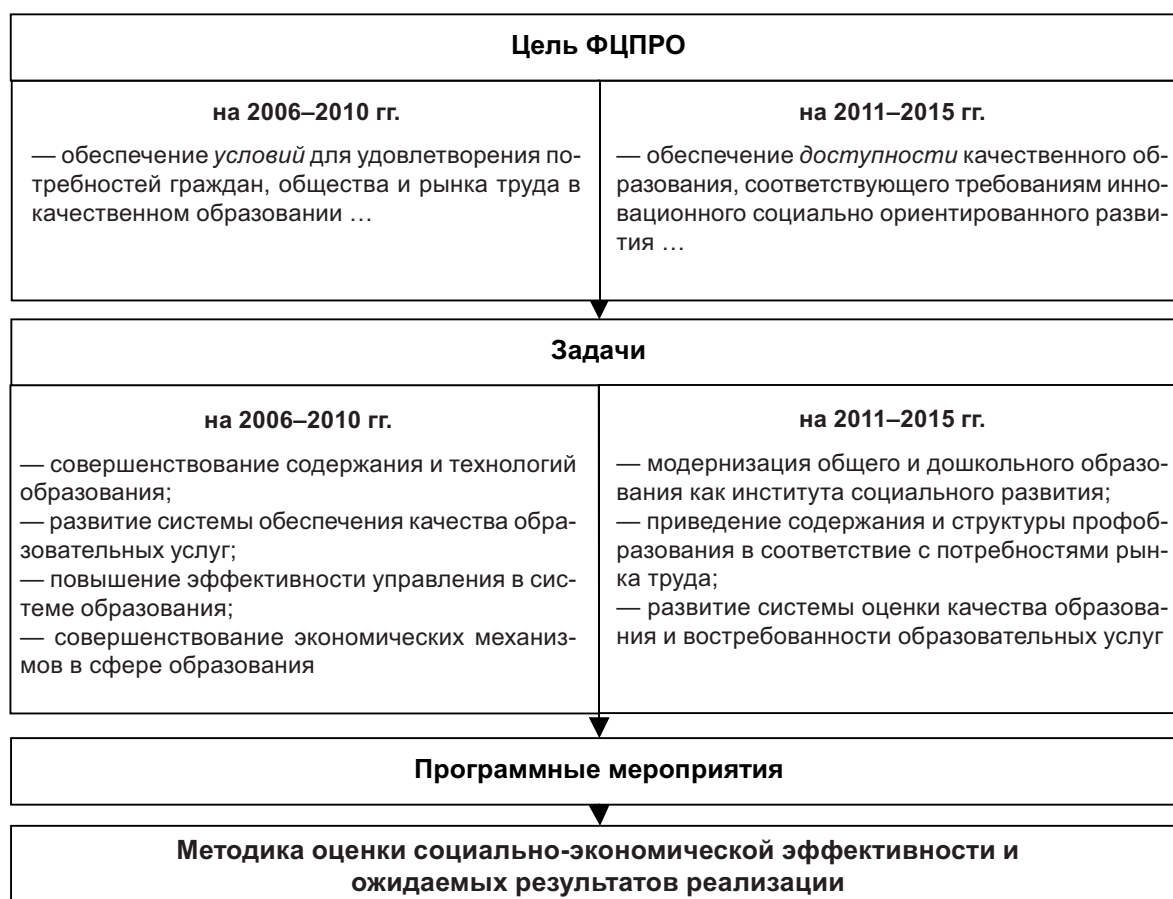 Цель ФЦПРО
на 2006–2010 гг.
— обеспечение условий для удовлетворения по-
требностей граждан, общества и рынка труда в
качественном образовании …
на 2011–2015 гг.
— обеспечение доступности качественного об-
разования, соответствующего требованиям инно-
вационного социально ориентированного разви-
тия …
Задачи
на 2006–2010 гг.
— совершенствование содержания и технологий
образования;
— развитие системы обеспечения качества обра-
зовательных услуг;
— повышение эффективности управления в сис-
теме образования;
— совершенствование экономических механиз-
мов в сфере образования
на 2011–2015 гг.
— модернизация общего и дошкольного образо-
вания как института социального развития;
— приведение содержания и структуры профоб-
разования в соответствие с потребностями рын-
ка труда;
— развитие системы оценки качества образова-
ния и востребованности образовательных услуг
Программные мероприятия
Методика оценки социально-экономической эффективности и
ожидаемых результатов реализации